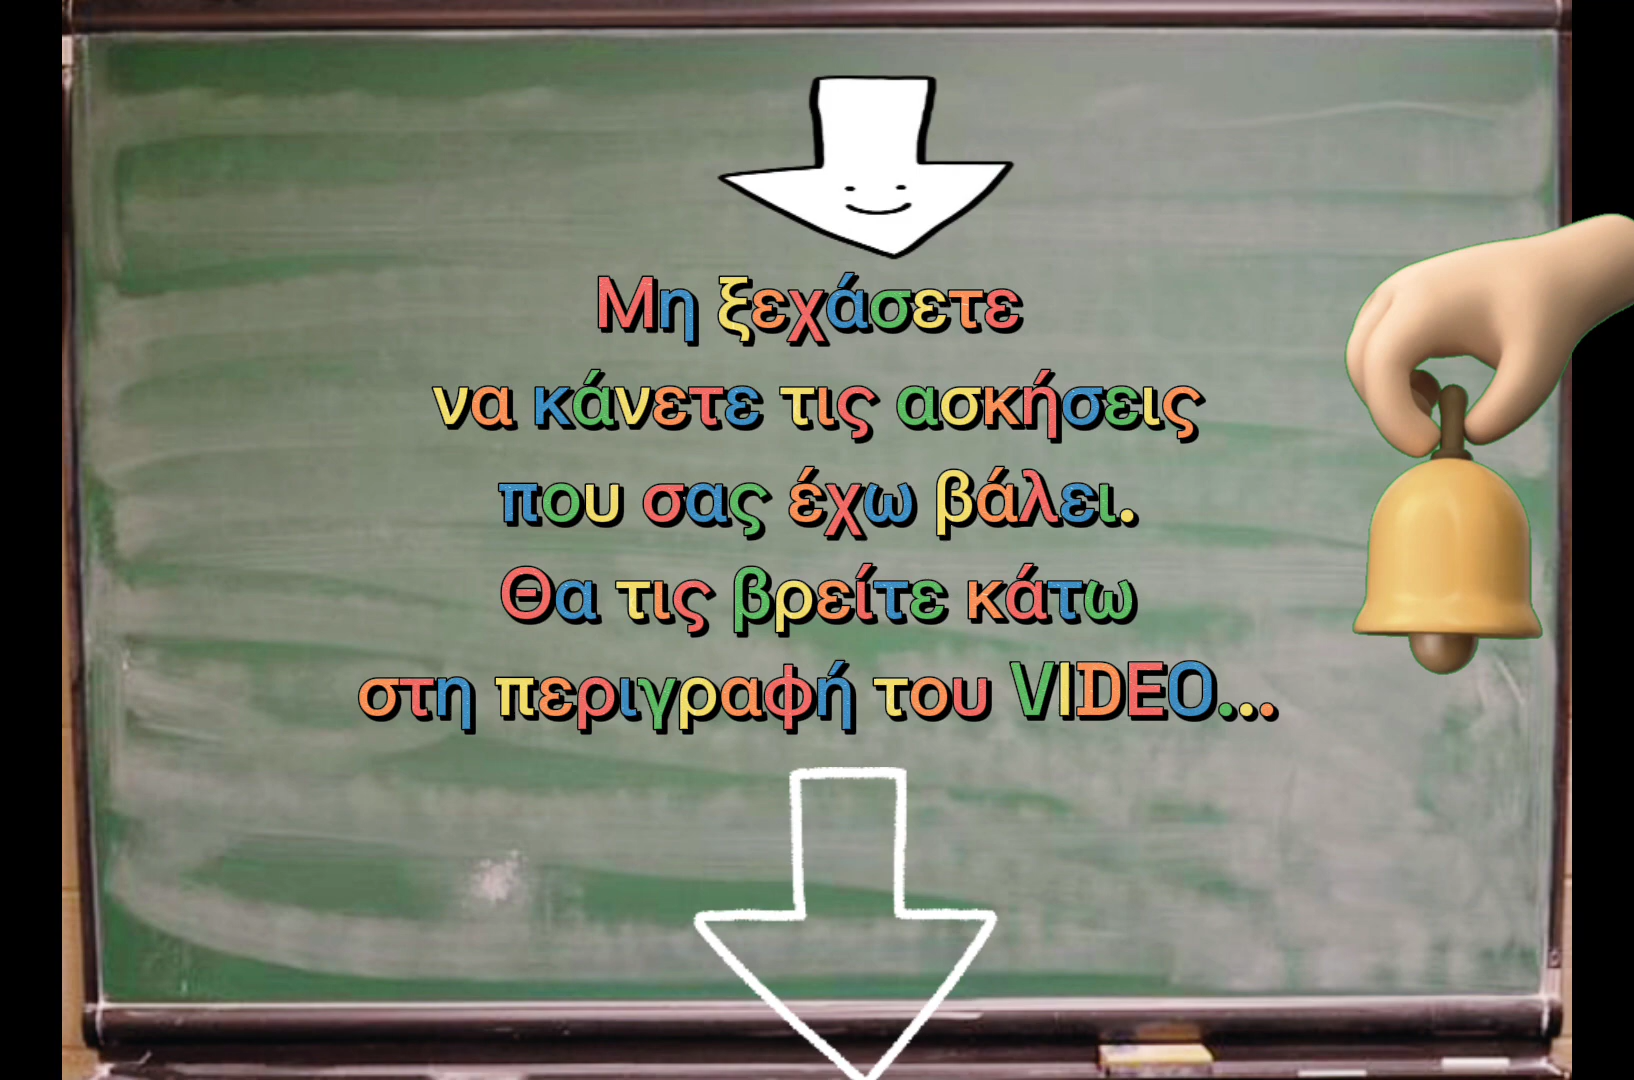 Μη ξεχάσετε
να κάνετε τις ασκήσεις
που σας έχω βάλει.
Θα τις βρείτε κάτω
στη περιγραφή του VIDEO...